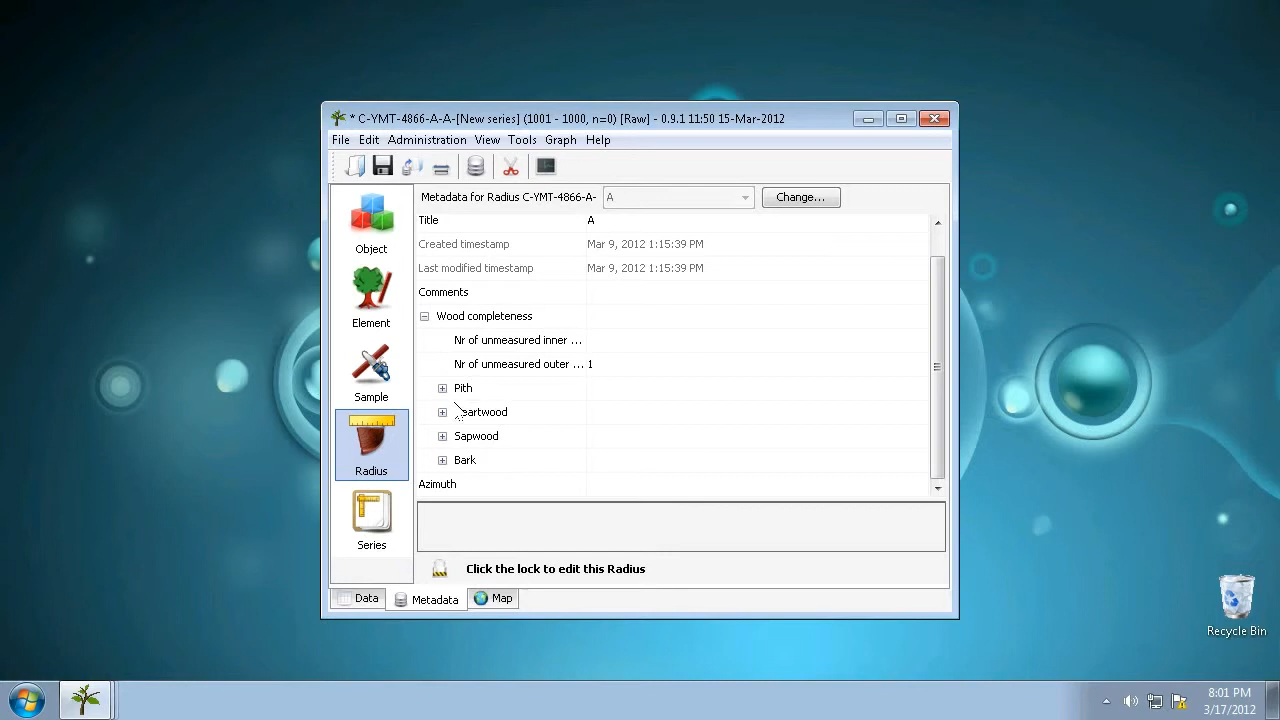 * C-YMT-4866-A-A-[New series] (1001 - 1000, n=0) [Raw] - 0.9.1 11:50 15-Mar-2012
File Edit Administration View Tools Graph Help
Metadata for Radius C-YMT-4866-A- A Change...
Object
Element
Sample
Radius
Series
Title A
Created timestamp Mar 9, 2012 1:15:39 PM
Last modified timestamp Mar 9, 2012 1:15:39 PM
Comments
Wood completeness
Nr of unmeasured inner ...
Nr of unmeasured outer ... 1
Pith
Sapwood
Bark
Azimuth
Click the lock to edit this Radius
Data Metadata Map
Recycle Bin
8:01 PM
3/17/2012